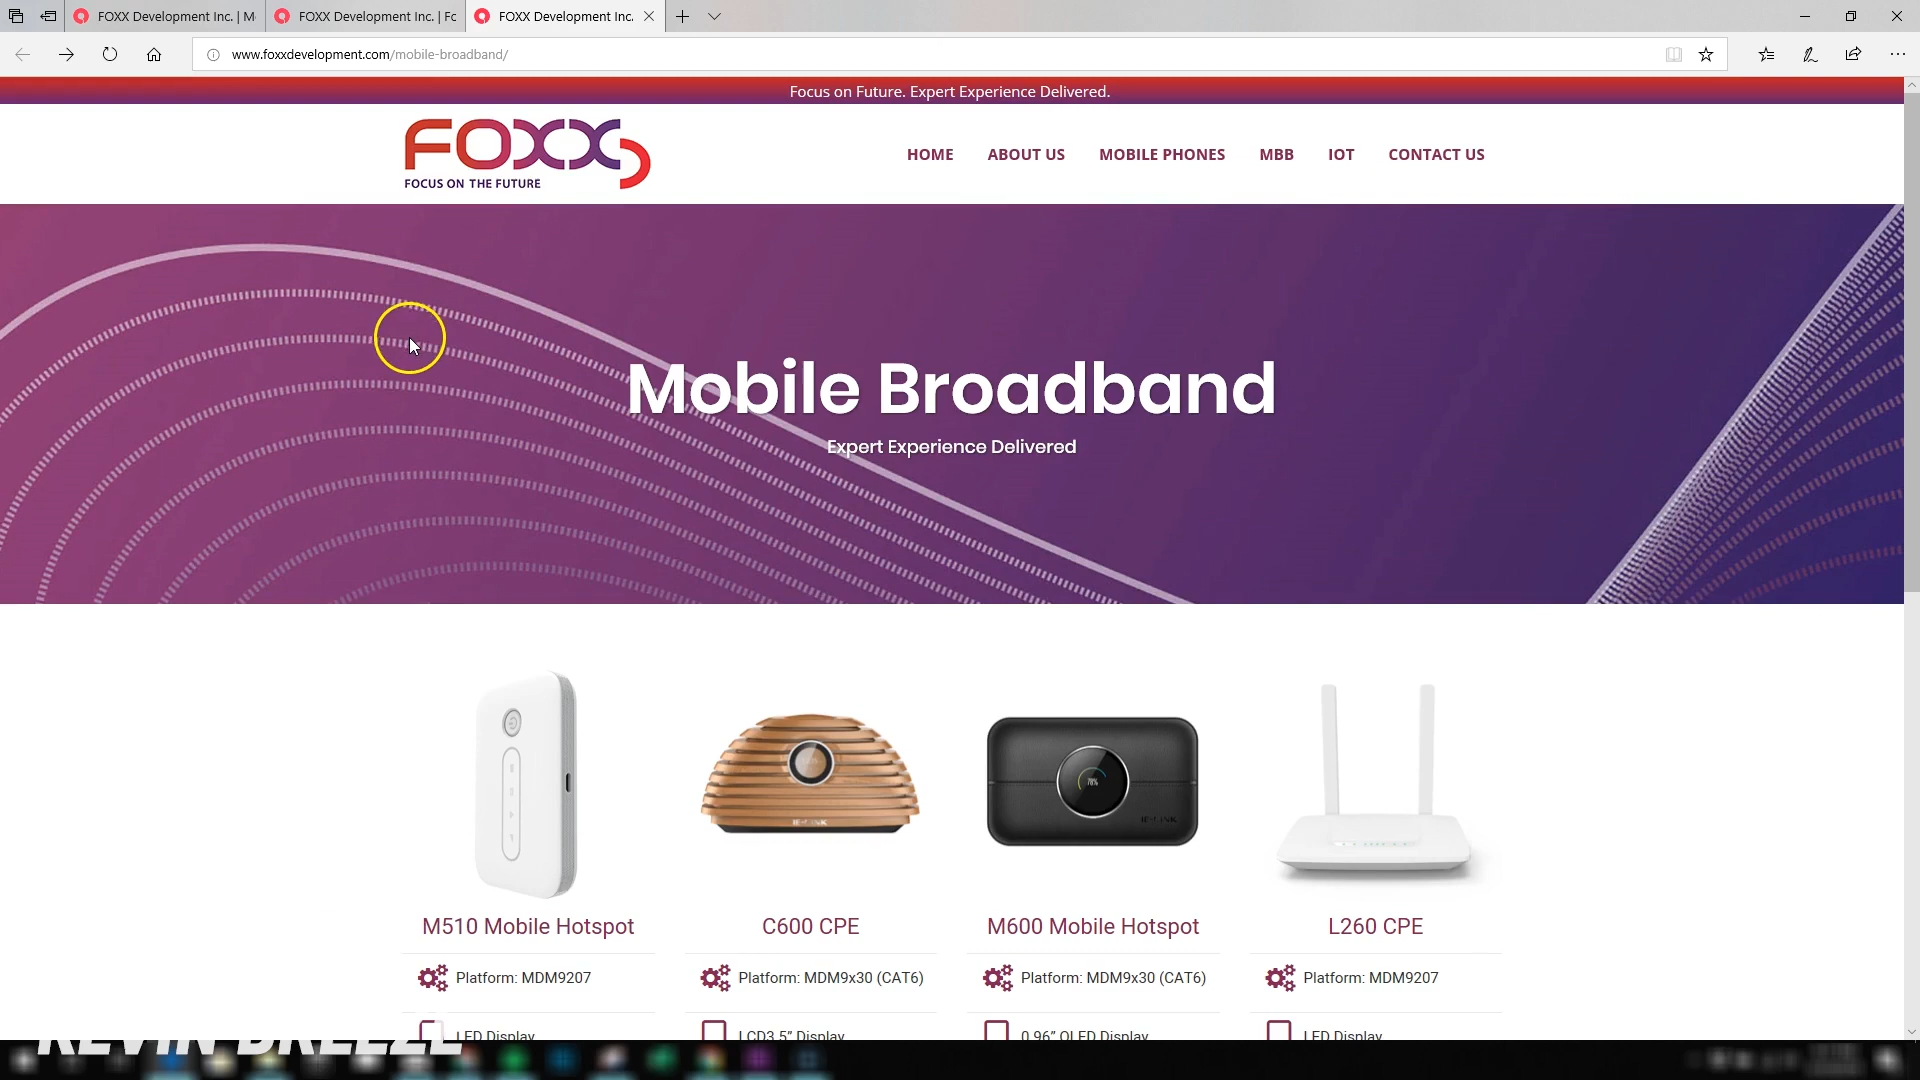 FOXX Development Inc. | M
FOXX Development Inc. | Fc
FOXX Development Inc.
www.foxxdevelopment.com/mobile-broadband/
Focus on Future. Expert Experience Delivered.
FOXX
FOCUS ON THE FUTURE
HOME ABOUT US MOBILE PHONES MBB IOT CONTACT US
Mobile Broadband
Expert Experience Delivered
78%
M510 Mobile Hotspot C600 CPE M600 Mobile Hotspot L260 CPE
Platform: MDM9207 Platform: MDM9x30 (CAT6) Platform: MDM9x30 (CAT6) Platform: MDM9207
LED Display LCD3.5” Display 0.96” OLED Display LED Display
KEVIN BREEZE